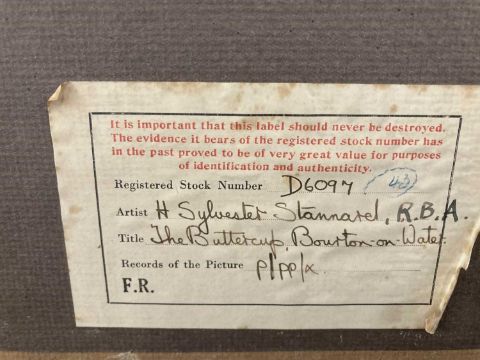 It is important that this label should never be destroyed.
The evidence it bears of the registered stock number has
in the past proved to be of very great value for purposes
of identification and authenticity.
Registered Stock Number D6097 43
Artist H Sylvester Stannard, R.B.A.
Title The Buttercup, Bourton-on-Water
Records of the Picture p/pp/x
F.R.